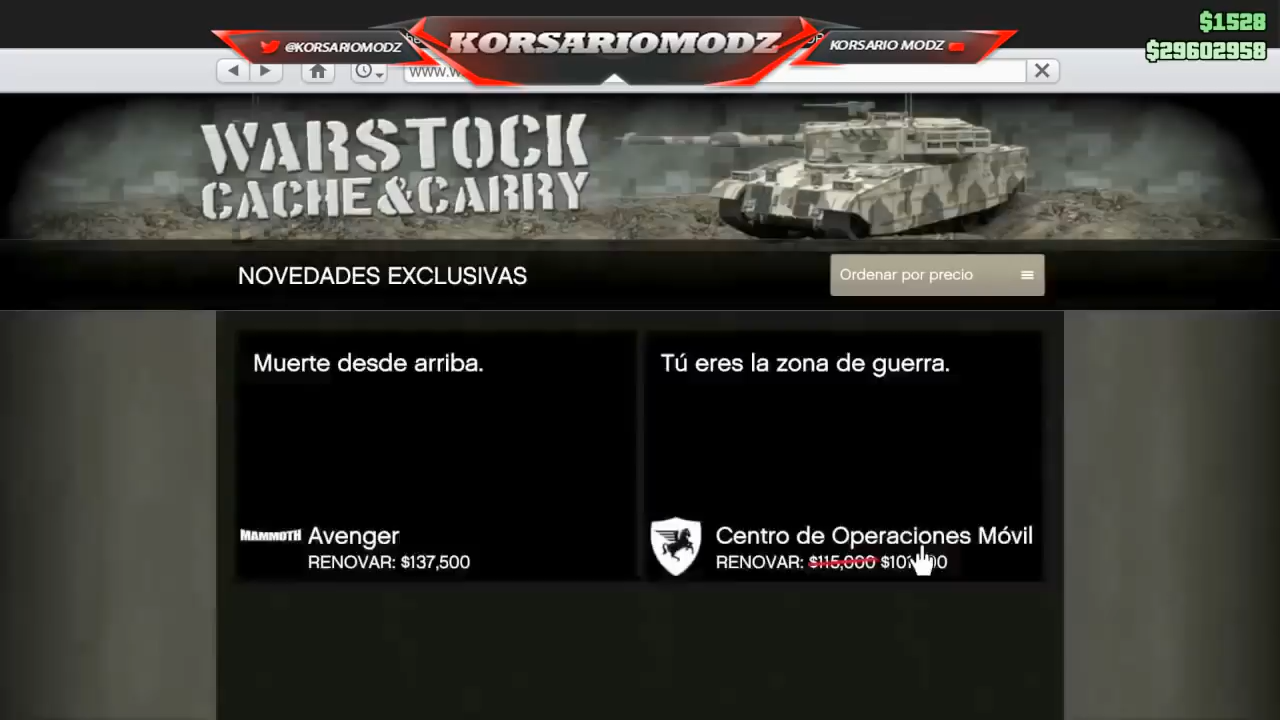 $1528
$29602958
@KORSARIOMODZ
KORSARIOMODZ
KORSARIO MODZ
www.w
WARSTOCK
CACHE&CARRY
NOVEDADES EXCLUSIVAS
Ordenar por precio
Muerte desde arriba.
Tú eres la zona de guerra.
MAMMOTH
Avenger
RENOVAR: $137,500
Centro de Operaciones Móvil
RENOVAR: $115,000